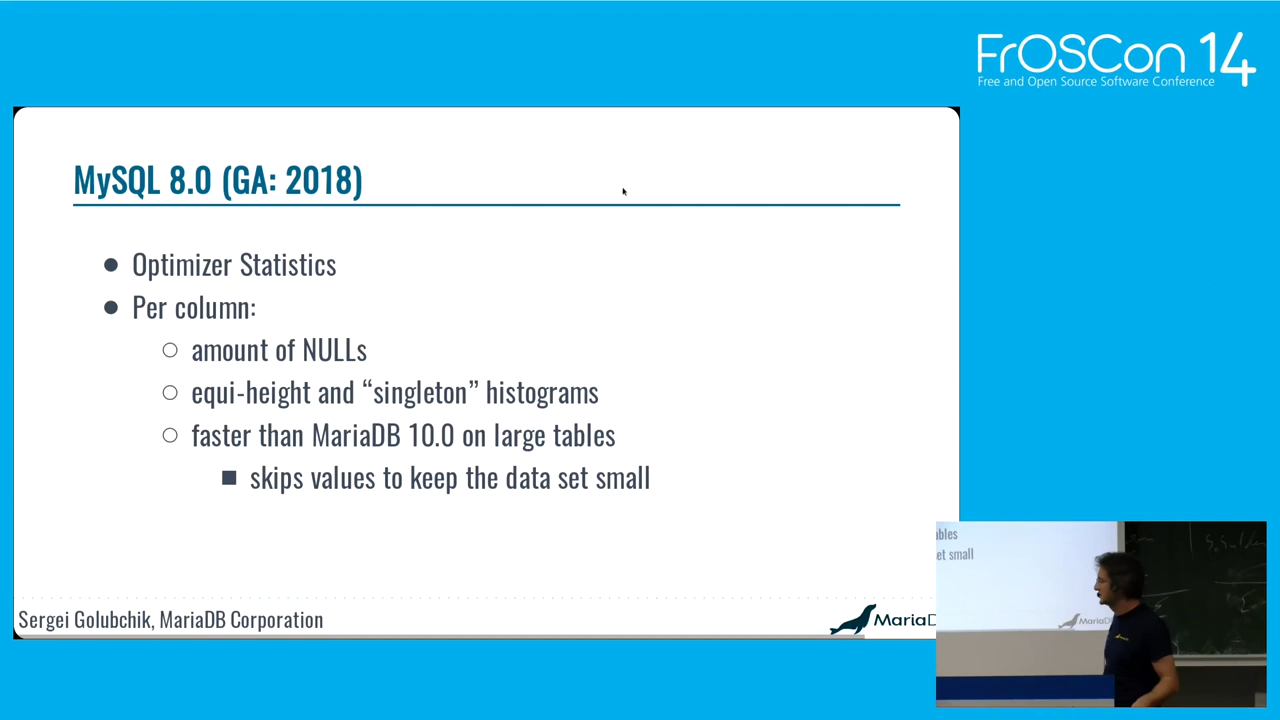 FrOSCon 14
Free and Open Source Software Conference
MySQL 8.0 (GA: 2018)
● Optimizer Statistics
● Per column:
○ amount of NULLs
○ equi-height and “singleton” histograms
○ faster than MariaDB 10.0 on large tables
■ skips values to keep the data set small
Sergei Golubchik, MariaDB Corporation
MariaD
ables
et small
MariaD